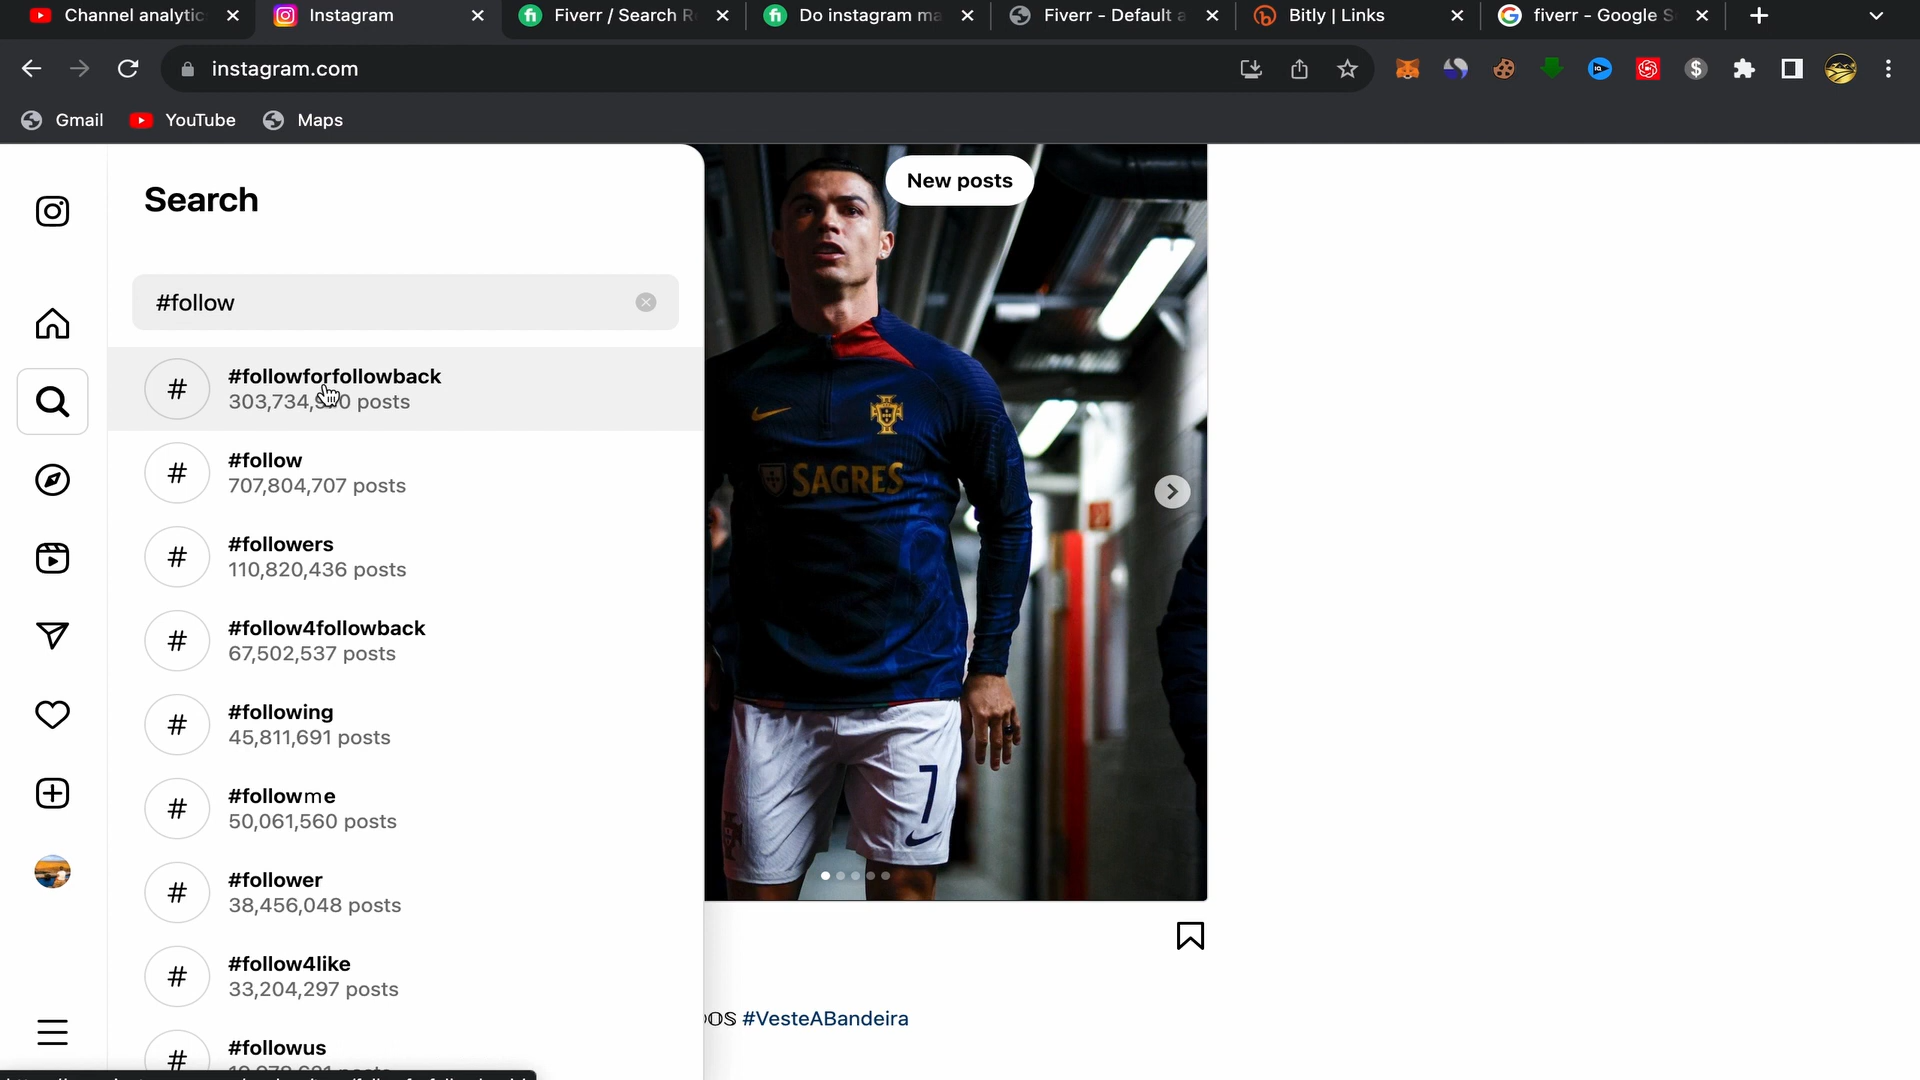 Channel analytic
Instagram
Fiverr / Search R
Do instagram ma
Fiverr - Default a
Bitly | Links
fiverr - Google S
instagram.com
Gmail
YouTube
Maps
Search
#follow
#followforfollowback
posts
#follow
707,804,707 posts
#followers
110,820,436 posts
#follow4followback
67,502,537 posts
#following
45,811,691 posts
#followme
50,061,560 posts
#follower
38,456,048 posts
#follow4like
33,204,297 posts
#followus
New posts
SAGRES
7
#VesteABandeira